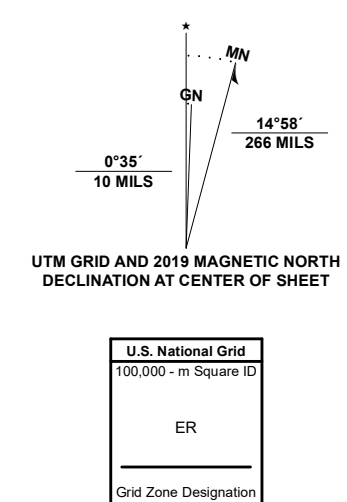 ★
MN
GN
14°58´
266 MILS
0°35´
10 MILS
UTM GRID AND 2019 MAGNETIC NORTH
DECLINATION AT CENTER OF SHEET
U.S. National Grid
100,000 - m Square ID
ER
Grid Zone Designation